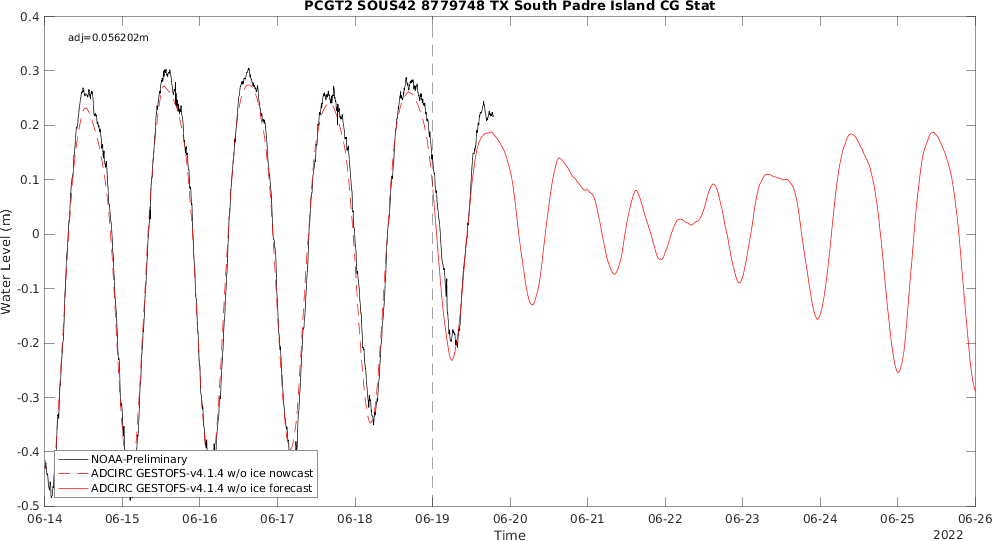 PCGT2 SOUS42 8779748 TX South Padre Island CG Stat
adj=0.056202m
0.4
0.3
0.2
0.1
0
-0.1
-0.2
-0.3
-0.4
-0.5
Water Level (m)
NOAA-Preliminary
ADCIRC GESTOFS-v4.1.4 w/o ice nowcast
ADCIRC GESTOFS-v4.1.4 w/o ice forecast
06-14 06-15 06-16 06-17 06-18 06-19 06-20 06-21 06-22 06-23 06-24 06-25 06-26
Time
2022